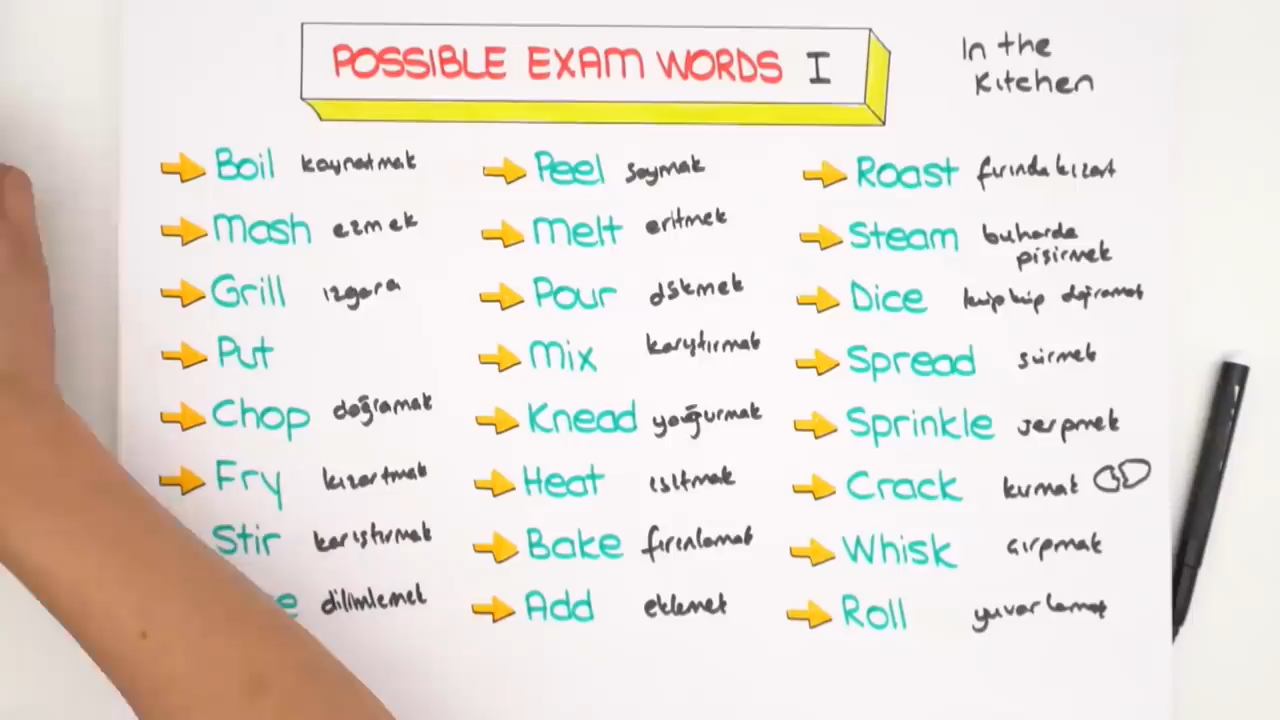 POSSIBLE EXAM WORDS I
In the
Kitchen
Boil kaynatmak
Mash ezmek
Grill ızgara
Put
Chop doğramak
Fry kızartmak
Stir karıştırmak
e dilimlemek
Peel soymak
Melt eritmek
Pour dökmek
Mix karıştırmak
Knead yoğurmak
Heat ısıtmak
Bake fırınlamak
Add eklemek
Roast fırında kızart
Steam buharda
pişirmek
Dice küp küp doğramak
Spread sürmek
Sprinkle serpmek
Crack kırmak
Whisk çırpmak
Roll yuvarlamak